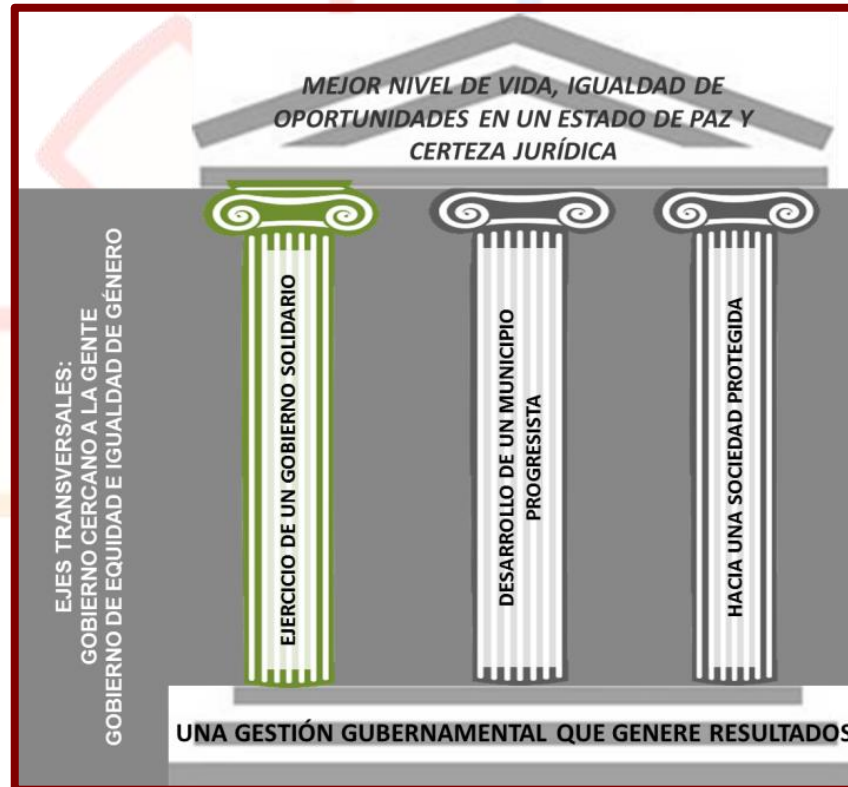 MEJOR NIVEL DE VIDA, IGUALDAD DE
OPORTUNIDADES EN UN ESTADO DE PAZ Y
CERTEZA JURÍDICA
EJES TRANSVERSALES:
GOBIERNO CERCANO A LA GENTE
GOBIERNO DE EQUIDAD E IGUALDAD DE GÉNERO
EJERCICIO DE UN GOBIERNO SOLIDARIO
DESARROLLO DE UN MUNICIPIO
PROGRESISTA
HACIA UNA SOCIEDAD PROTEGIDA
UNA GESTIÓN GUBERNAMENTAL QUE GENERE RESULTADOS